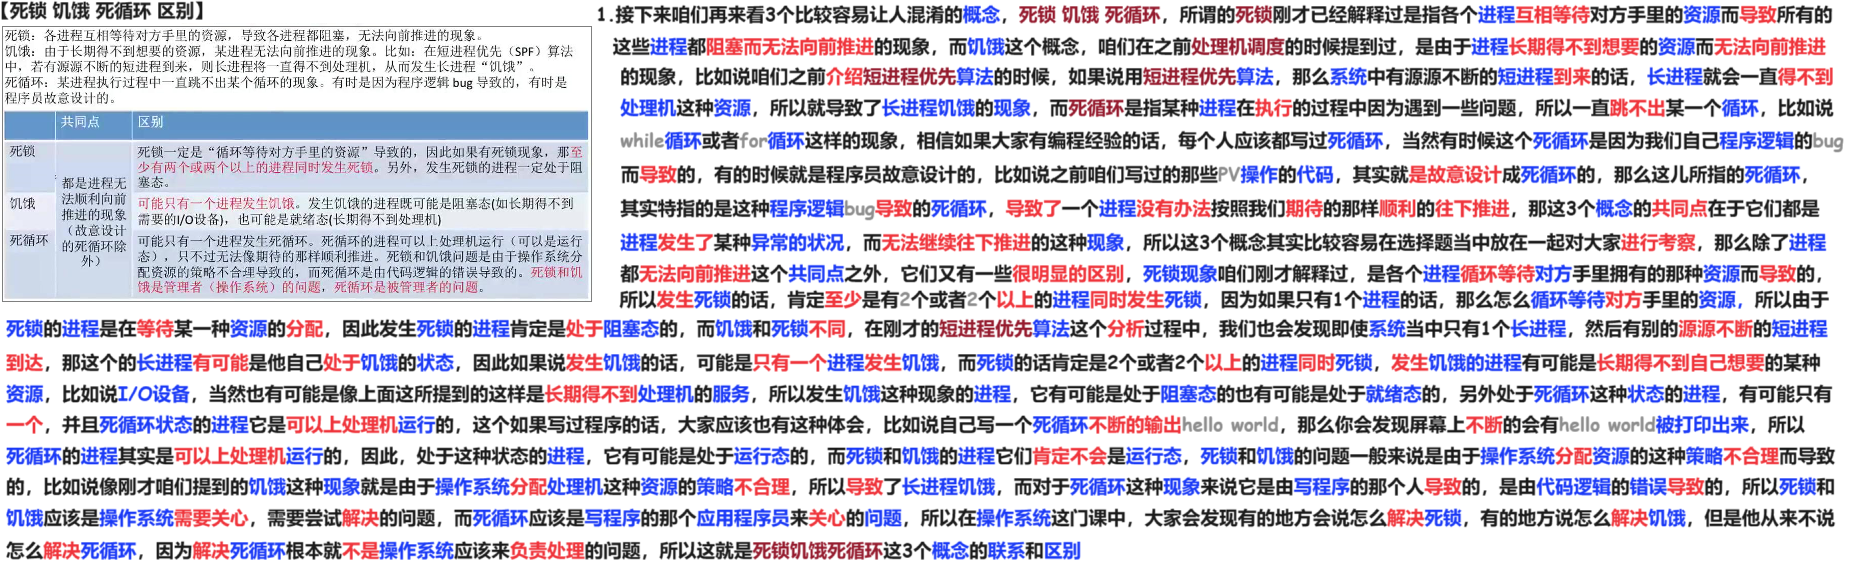 【死锁 饥饿 死循环 区别】
死锁：各进程互相等待对方手里的资源，导致各进程都阻塞，无法向前推进的现象。
饥饿：由于长期得不到想要的资源，某进程无法向前推进的现象。比如：在短进程优先（SPF）算法
中，若有源源不断的短进程到来，则长进程将一直得不到处理机，从而发生长进程“饥饿”。
死循环：某进程执行过程中一直跳不出某个循环的现象。有时是因为程序逻辑 bug 导致的，有时是
程序员故意设计的。
共同点 区别
死锁 死锁一定是“循环等待对方手里的资源”导致的，因此如果有死锁现象，那至
少有两个或两个以上的进程同时发生死锁。另外，发生死锁的进程一定处于阻
塞态。
都是进程无
法顺利向前
推进的现象
（故意设计
的死循环除
外）
饥饿 可能只有一个进程发生饥饿。发生饥饿的进程既可能是阻塞态(如长期得不到
需要的I/O设备)，也可能是就绪态(长期得不到处理机)
死循环 可能只有一个进程发生死循环。死循环的进程可以上处理机运行（可以是运行
态），只不过无法像期待的那样顺利推进。死锁和饥饿问题是由于操作系统分
配资源的策略不合理导致的，而死循环是由代码逻辑的错误导致的。死锁和饥
饿是管理者（操作系统）的问题，死循环是被管理者的问题。
1.接下来咱们再来看3个比较容易让人混淆的概念，死锁 饥饿 死循环，所谓的死锁刚才已经解释过是指各个进程互相等待对方手里的资源而导致所有的
这些进程都阻塞而无法向前推进的现象，而饥饿这个概念，咱们在之前处理机调度的时候提到过，是由于进程长期得不到想要的资源而无法向前推进
的现象，比如说咱们之前介绍短进程优先算法的时候，如果说用短进程优先算法，那么系统中有源源不断的短进程到来的话，长进程就会一直得不到
处理机这种资源，所以就导致了长进程饥饿的现象，而死循环是指某种进程在执行的过程中因为遇到一些问题，所以一直跳不出某一个循环，比如说
while循环或者for循环这样的现象，相信如果大家有编程经验的话，每个人应该都写过死循环，当然有时候这个死循环是因为我们自己程序逻辑的bug
而导致的，有的时候就是程序员故意设计的，比如说之前咱们写过的那些PV操作的代码，其实就是故意设计成死循环的，那么这儿所指的死循环，
其实特指的是这种程序逻辑bug导致的死循环，导致了一个进程没有办法按照我们期待的那样顺利的往下推进，那这3个概念的共同点在于它们都是
进程发生了某种异常的状况，而无法继续往下推进的这种现象，所以这3个概念其实比较容易在选择题当中放在一起对大家进行考察，那么除了进程
都无法向前推进这个共同点之外，它们又有一些很明显的区别，死锁现象咱们刚才解释过，是各个进程循环等待对方手里拥有的那种资源而导致的，
所以发生死锁的话，肯定至少是有2个或者2个以上的进程同时发生死锁，因为如果只有1个进程的话，那么怎么循环等待对方手里的资源，所以由于
死锁的进程是在等待某一种资源的分配，因此发生死锁的进程肯定是处于阻塞态的，而饥饿和死锁不同，在刚才的短进程优先算法这个分析过程中，我们也会发现即使系统当中只有1个长进程，然后有别的源源不断的短进程
到达，那这个的长进程有可能是他自己处于饥饿的状态，因此如果说发生饥饿的话，可能是只有一个进程发生饥饿，而死锁的话肯定是2个或者2个以上的进程同时死锁，发生饥饿的进程有可能是长期得不到自己想要的某种
资源，比如说I/O设备，当然也有可能是像上面这所提到的这样是长期得不到处理机的服务，所以发生饥饿这种现象的进程，它有可能是处于阻塞态的也有可能是处于就绪态的，另外处于死循环这种状态的进程，有可能只有
一个，并且死循环状态的进程它是可以上处理机运行的，这个如果写过程序的话，大家应该也有这种体会，比如说自己写一个死循环不断的输出hello world，那么你会发现屏幕上不断的会有hello world被打印出来，所以
死循环的进程其实是可以上处理机运行的，因此，处于这种状态的进程，它有可能是处于运行态的，而死锁和饥饿的进程它们肯定不会是运行态，死锁和饥饿的问题一般来说是由于操作系统分配资源的这种策略不合理而导致
的，比如说像刚才咱们提到的饥饿这种现象就是由于操作系统分配处理机这种资源的策略不合理，所以导致了长进程饥饿，而对于死循环这种现象来说它是由写程序的那个人导致的，是由代码逻辑的错误导致的，所以死锁和
饥饿应该是操作系统需要关心，需要尝试解决的问题，而死循环应该是写程序的那个应用程序员来关心的问题，所以在操作系统这门课中，大家会发现有的地方会说怎么解决死锁，有的地方说怎么解决饥饿，但是他从来不说
怎么解决死循环，因为解决死循环根本就不是操作系统应该来负责处理的问题，所以这就是死锁饥饿死循环这3个概念的联系和区别